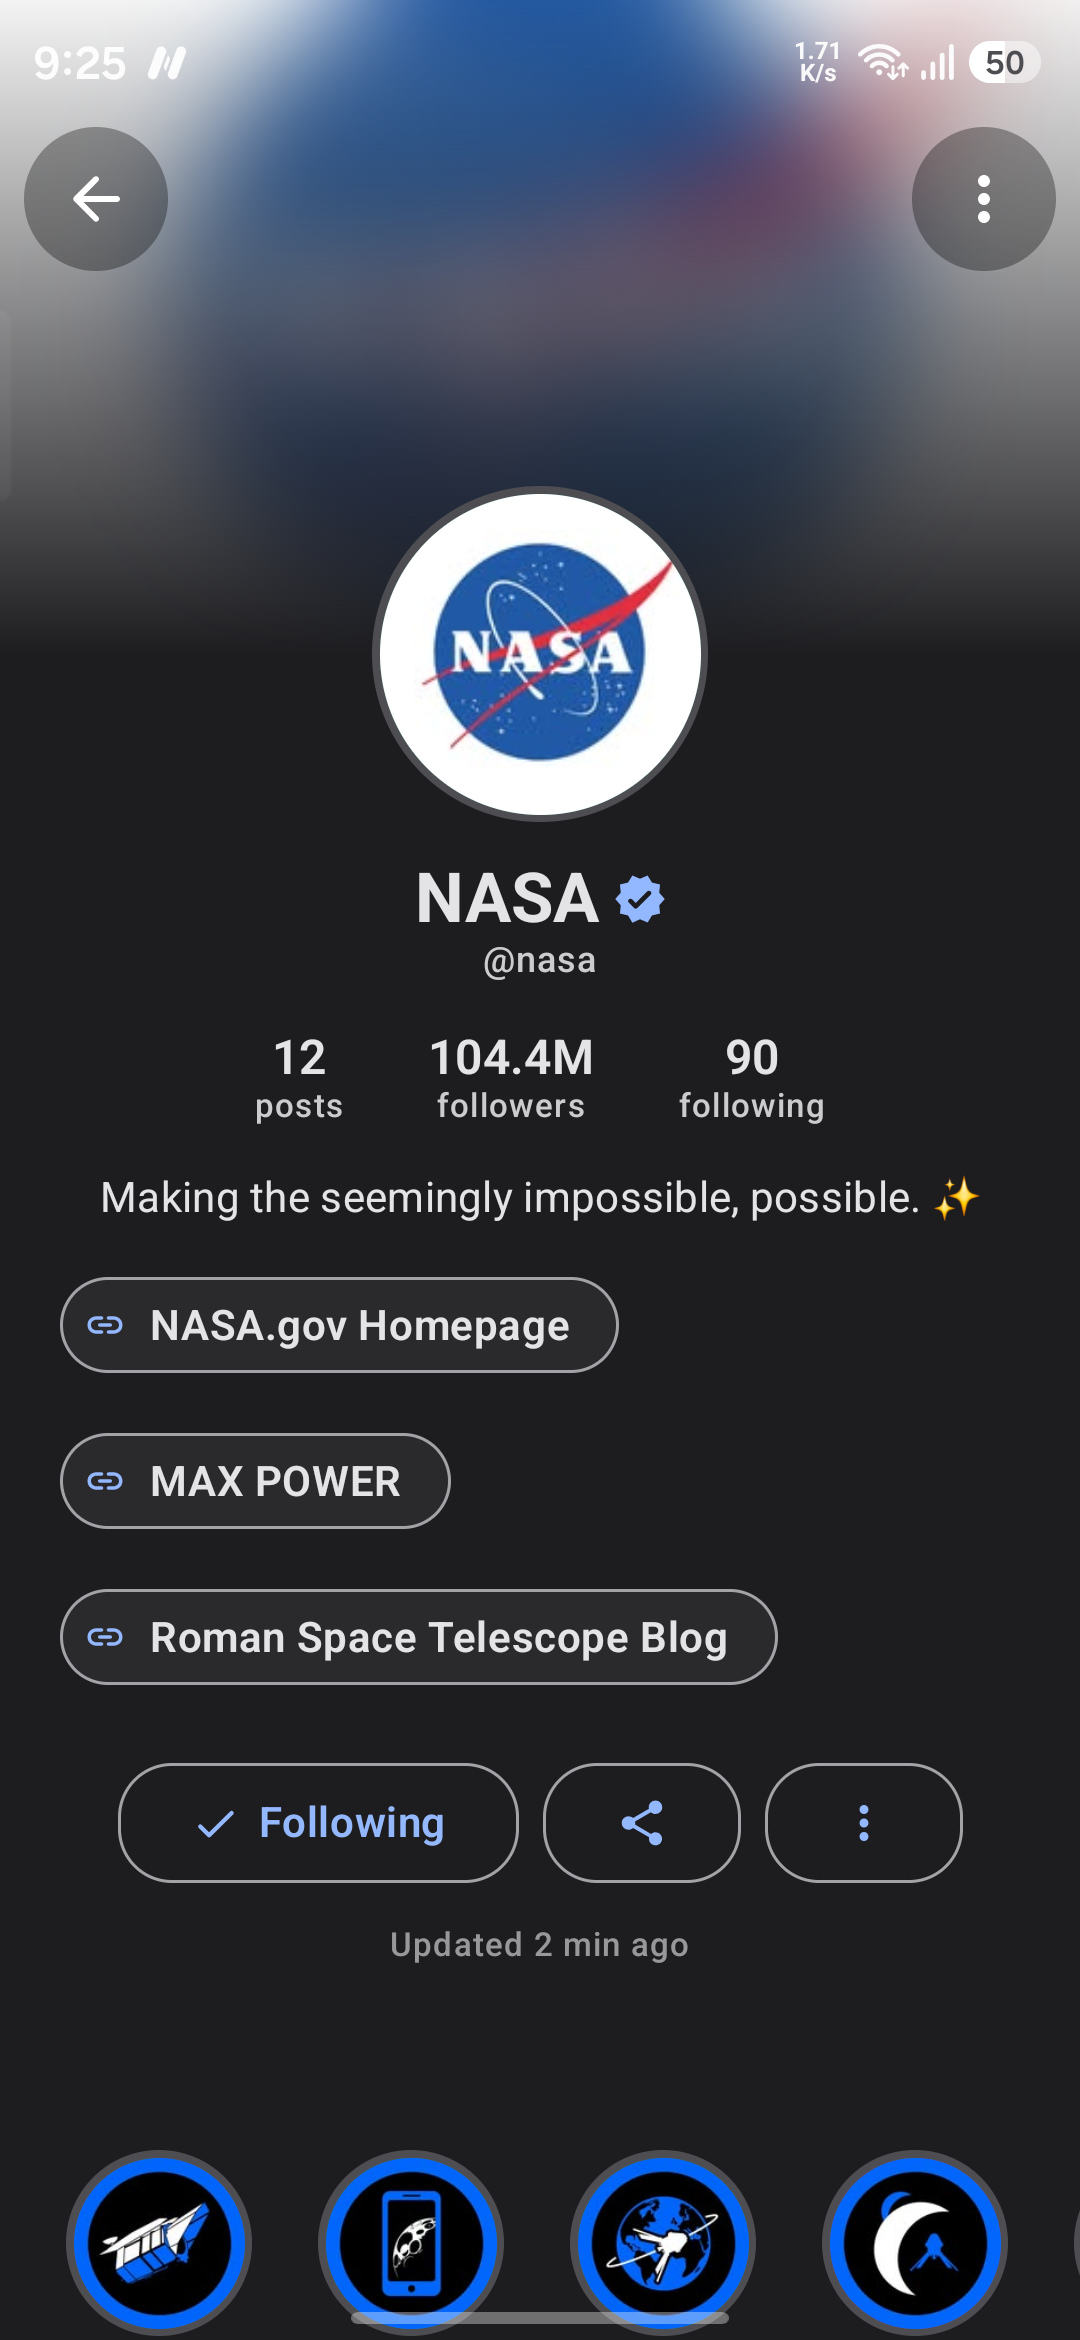 9:25
1.71
K/s
50
NASA
NASA
@nasa
12
posts
104.4M
followers
90
following
Making the seemingly impossible, possible. ✨
NASA.gov Homepage
MAX POWER
Roman Space Telescope Blog
Following
Updated 2 min ago